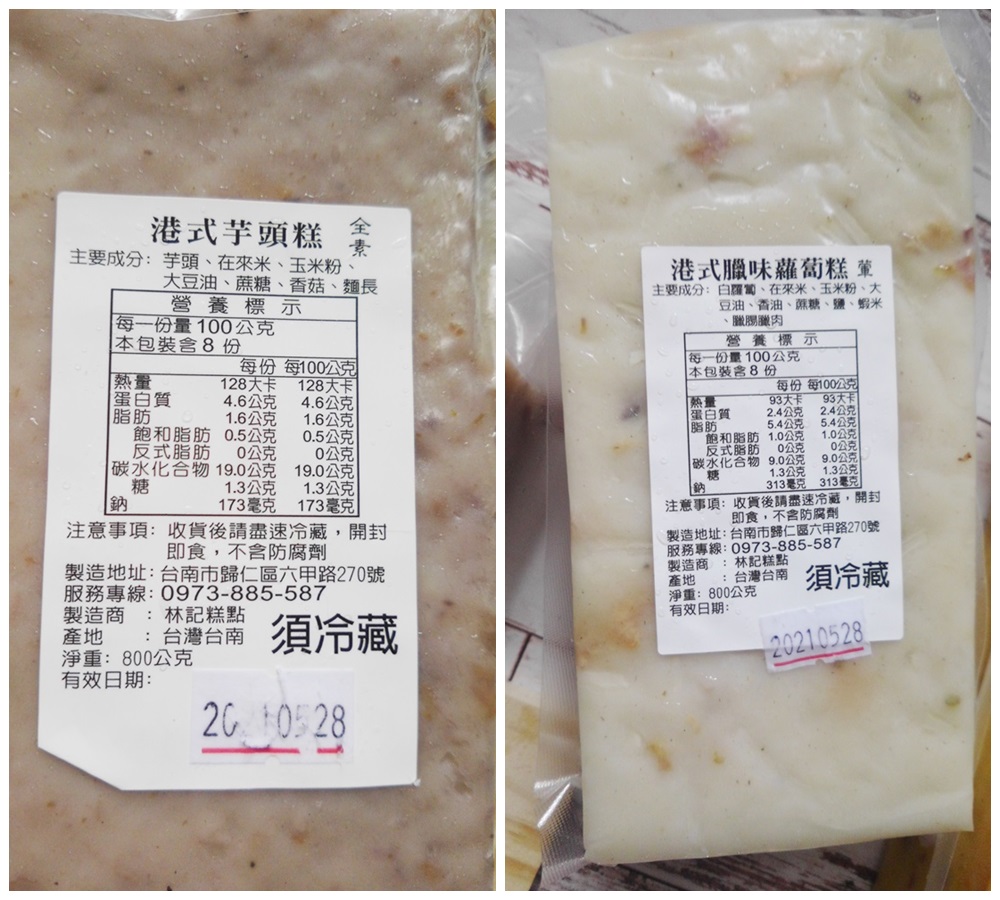 港式芋頭糕 全素
主要成分: 芋頭、在來米、玉米粉、
大豆油、蔗糖、香菇、麵長
營養標示
每一份量 100公克
本包裝含 8 份
每份 每100公克
熱量 128大卡 128大卡
蛋白質 4.6公克 4.6公克
脂肪 1.6公克 1.6公克
飽和脂肪 0.5公克 0.5公克
反式脂肪 0公克 0公克
碳水化合物 19.0公克 19.0公克
糖 1.3公克 1.3公克
鈉 173毫克 173毫克
注意事項: 收貨後請盡速冷藏，開封
即食，不含防腐劑
製造地址: 台南市歸仁區六甲路270號
服務專線: 0973-885-587
製造商 : 林記糕點
產地 : 台灣台南
須冷藏
淨重: 800公克
有效日期:
20210528
港式臘味蘿蔔糕 葷
主要成分: 白蘿蔔、在來米、玉米粉、大
豆油、香油、蔗糖、鹽、蝦米
、臘腸臘肉
營養標示
每一份量 100公克
本包裝含 8 份
每份 每100公克
熱量 93大卡 93大卡
蛋白質 2.4公克 2.4公克
脂肪 5.4公克 5.4公克
飽和脂肪 1.0公克 1.0公克
反式脂肪 0公克 0公克
碳水化合物 9.0公克 9.0公克
糖 1.3公克 1.3公克
鈉 313毫克 313毫克
注意事項: 收貨後請盡速冷藏，開封
即食，不含防腐劑
製造地址: 台南市歸仁區六甲路270號
服務專線: 0973-885-587
製造商 : 林記糕點
產地 : 台灣台南
須冷藏
淨重: 800公克
有效日期:
20210528